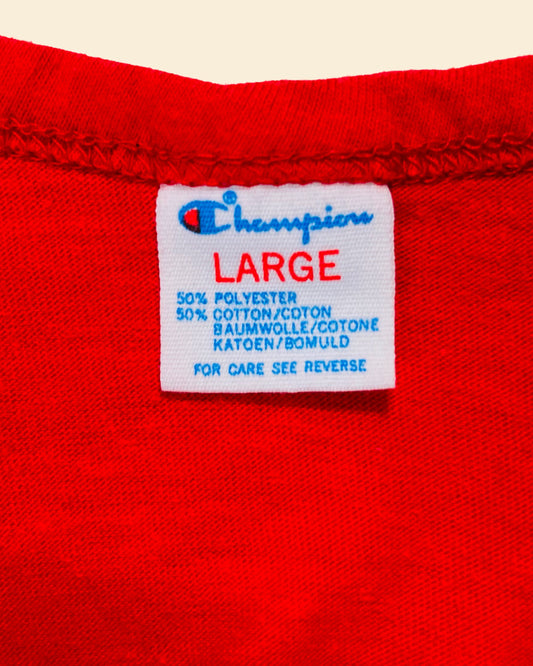 Champion®
LARGE
50% POLYESTER
50% COTTON/COTON
BAUMWOLLE/COTONE
KATOEN/BOMULD
FOR CARE SEE REVERSE